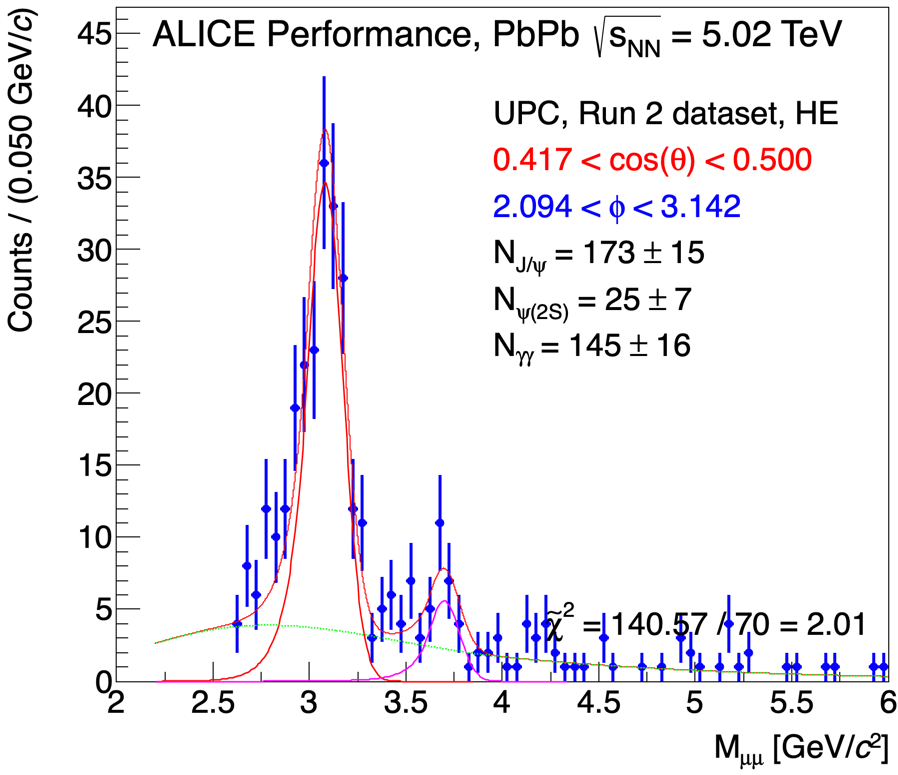 ALICE Performance, PbPb √s_NN = 5.02 TeV
UPC, Run 2 dataset, HE
0.417 < cos(θ) < 0.500
2.094 < ϕ < 3.142
N_J/ψ = 173 ± 15
N_ψ(2S) = 25 ± 7
N_γγ = 145 ± 16
χ̃² = 140.57 / 70 = 2.01
Counts / (0.050 GeV/c)
45
40
35
30
25
20
15
10
5
0
2 2.5 3 3.5 4 4.5 5 5.5 6
M_μμ [GeV/c²]